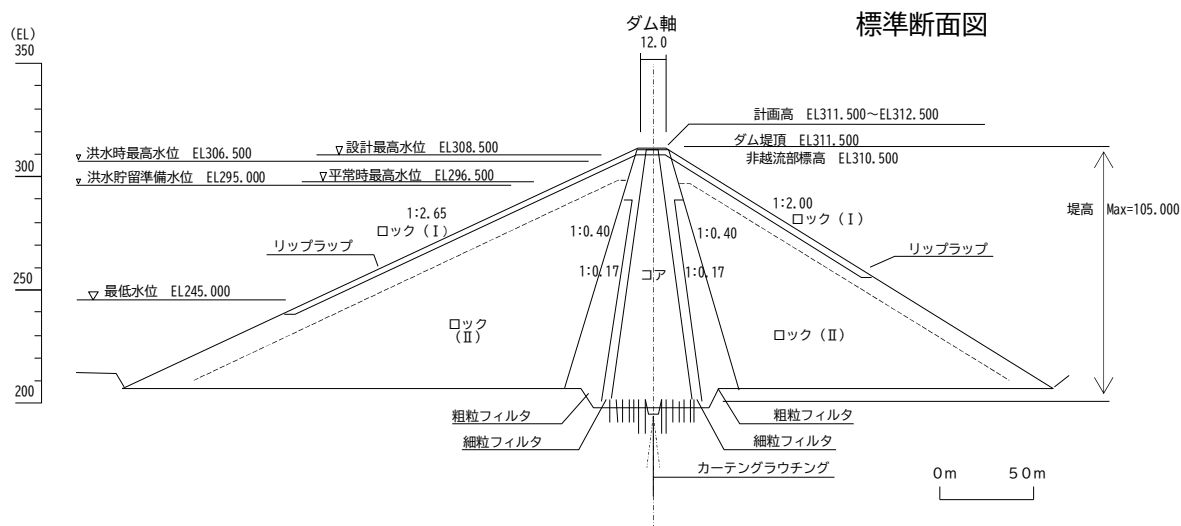 標準断面図
ダム軸
12.0
(EL)
350
300
250
200
計画高 EL311.500～EL312.500
ダム堤頂 EL311.500
非越流部標高 EL310.500
設計最高水位 EL308.500
洪水時最高水位 EL306.500
平常時最高水位 EL296.500
洪水貯留準備水位 EL295.000
1:2.65
ロック（Ⅰ）
リップラップ
最低水位 EL245.000
1:0.40
1:0.17
コア
1:0.40
1:0.17
1:2.00
ロック（Ⅰ）
リップラップ
堤高
Max=105.000
ロック
（Ⅱ）
ロック（Ⅱ）
粗粒フィルタ
細粒フィルタ
粗粒フィルタ
細粒フィルタ
カーテングラウチング
0m
50m